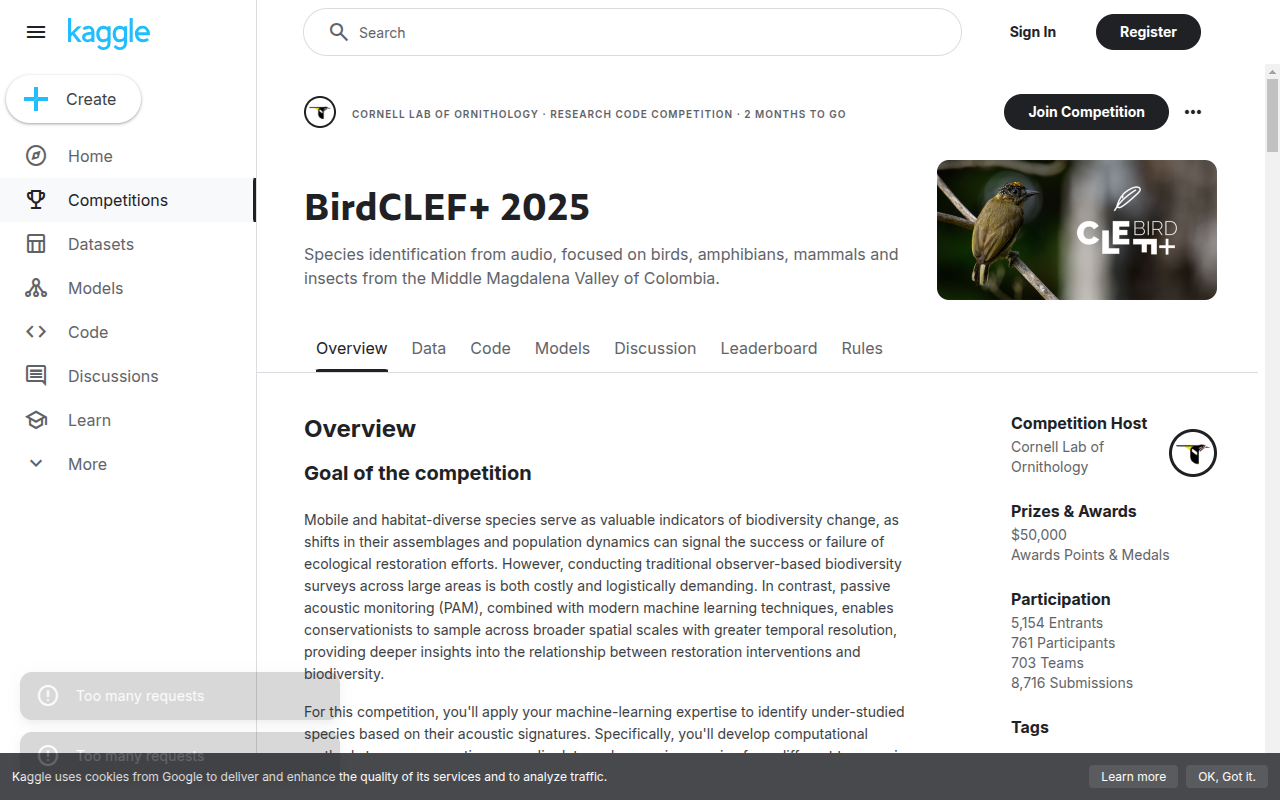 kaggle
Search
Sign In
Register
Create
Home
Competitions
Datasets
Models
Code
Discussions
Learn
More
CORNELL LAB OF ORNITHOLOGY · RESEARCH CODE COMPETITION · 2 MONTHS TO GO
Join Competition
BirdCLEF+ 2025
Species identification from audio, focused on birds, amphibians, mammals and
insects from the Middle Magdalena Valley of Colombia.
CLEF BIRD +
Overview
Data
Code
Models
Discussion
Leaderboard
Rules
Overview
Goal of the competition
Mobile and habitat-diverse species serve as valuable indicators of biodiversity change, as
shifts in their assemblages and population dynamics can signal the success or failure of
ecological restoration efforts. However, conducting traditional observer-based biodiversity
surveys across large areas is both costly and logistically demanding. In contrast, passive
acoustic monitoring (PAM), combined with modern machine learning techniques, enables
conservationists to sample across broader spatial scales with greater temporal resolution,
providing deeper insights into the relationship between restoration interventions and
biodiversity.
For this competition, you'll apply your machine-learning expertise to identify under-studied
species based on their acoustic signatures. Specifically, you'll develop computational
Competition Host
Cornell Lab of
Ornithology
Prizes & Awards
$50,000
Awards Points & Medals
Participation
5,154 Entrants
761 Participants
703 Teams
8,716 Submissions
Tags
Too many requests
Too many requests
Kaggle uses cookies from Google to deliver and enhance the quality of its services and to analyze traffic.
Learn more
OK, Got it.